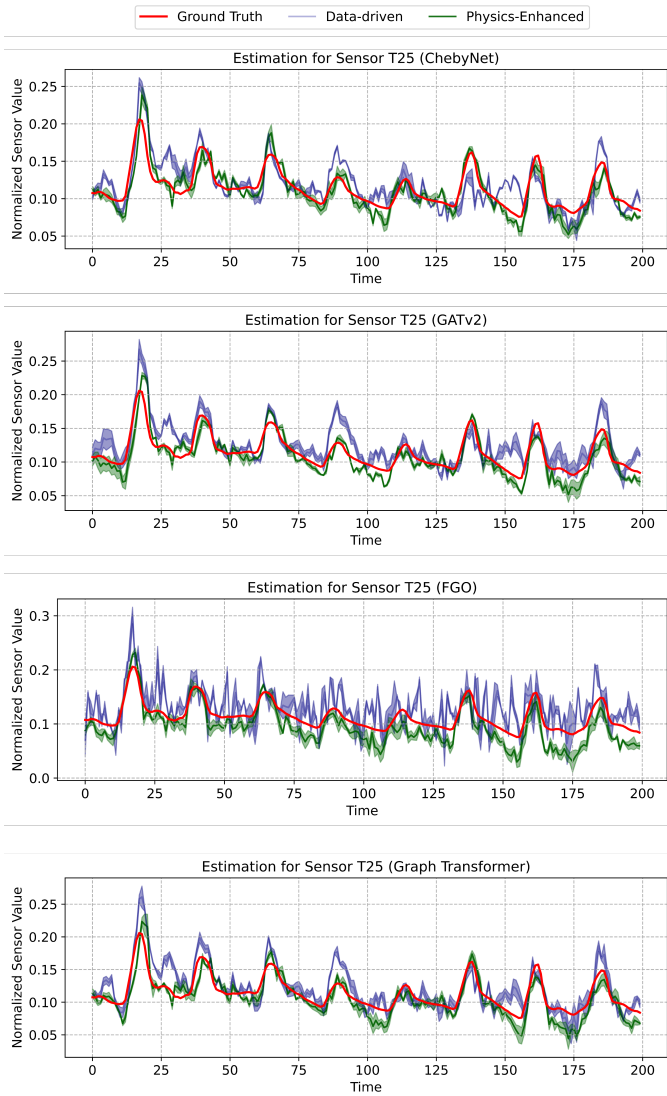 Ground Truth Data-driven Physics-Enhanced
Estimation for Sensor T25 (ChebyNet)
Normalized Sensor Value
0.25
0.20
0.15
0.10
0.05
0 25 50 75 100 125 150 175 200
Time
Estimation for Sensor T25 (GATv2)
Normalized Sensor Value
0.25
0.20
0.15
0.10
0.05
0 25 50 75 100 125 150 175 200
Time
Estimation for Sensor T25 (FGO)
Normalized Sensor Value
0.3
0.2
0.1
0.0
0 25 50 75 100 125 150 175 200
Time
Estimation for Sensor T25 (Graph Transformer)
Normalized Sensor Value
0.25
0.20
0.15
0.10
0.05
0 25 50 75 100 125 150 175 200
Time